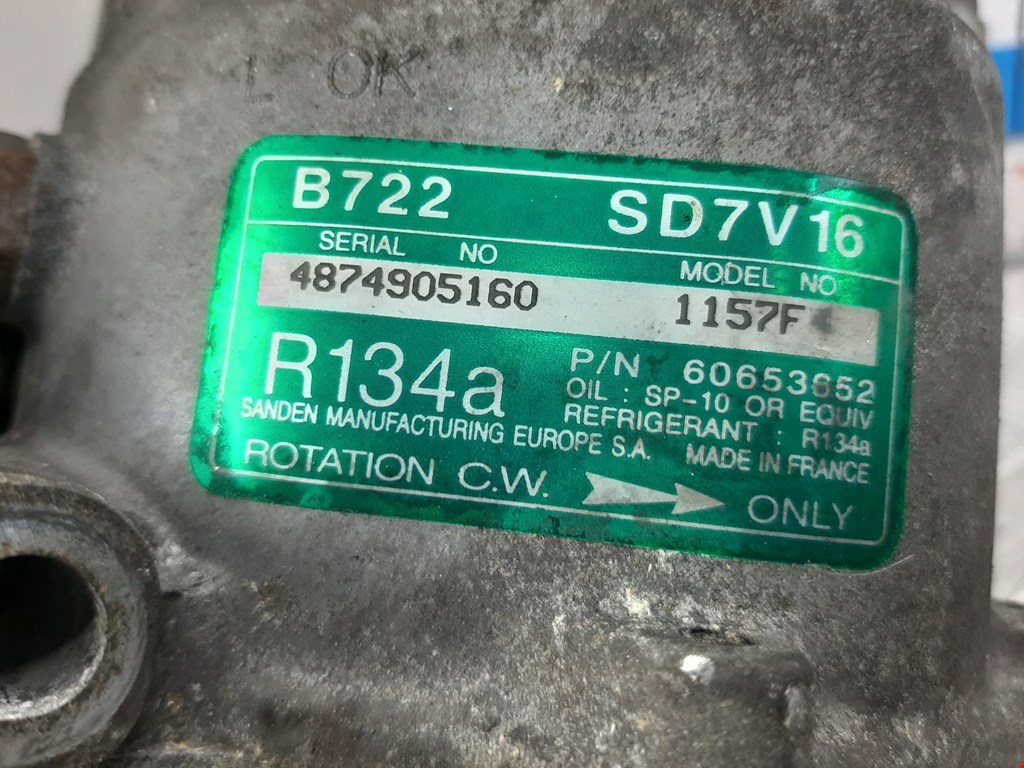 L OK
B722 SD7V16
SERIAL NO MODEL NO
4874905160 1157F
R134a P/N 60653652
OIL : SP-10 OR EQUIV
REFRIGERANT : R134a
SANDEN MANUFACTURING EUROPE S.A. MADE IN FRANCE
ROTATION C.W. ONLY